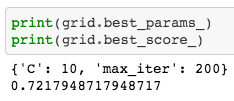 print(grid.best_params_)
print(grid.best_score_)
{'C': 10, 'max_iter': 200}
0.7217948717948717